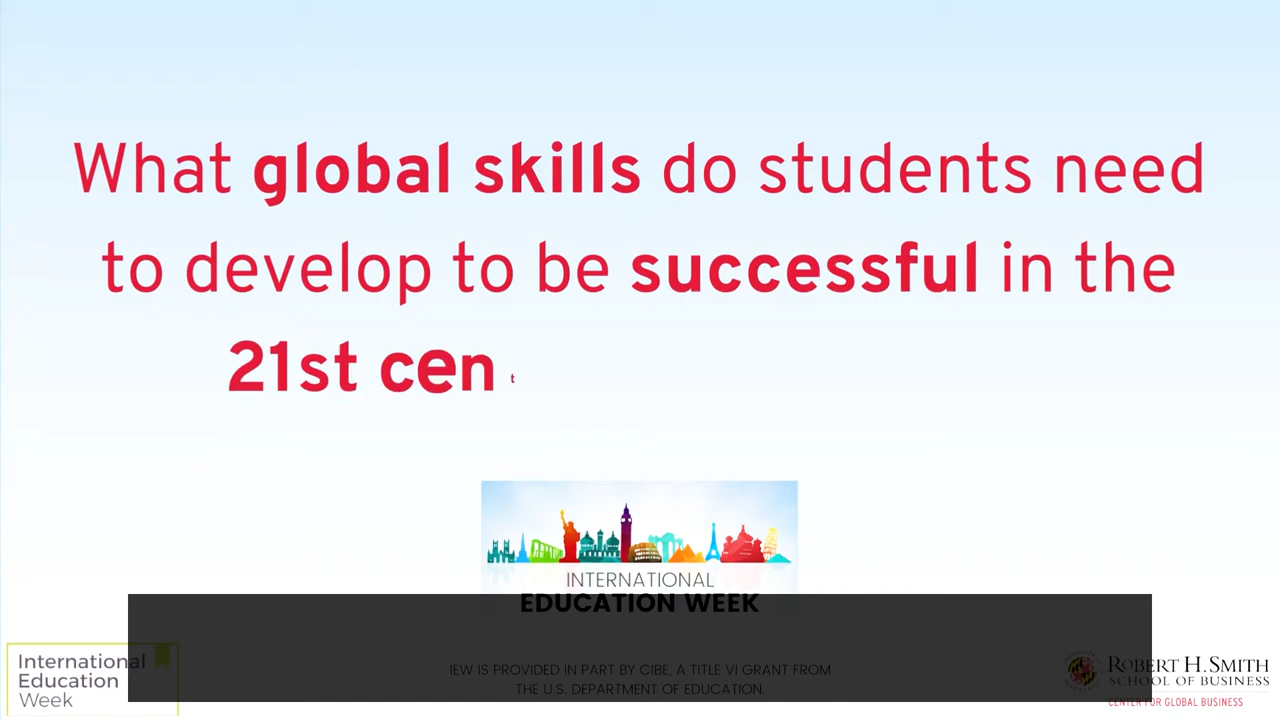 What global skills do students need
to develop to be successful in the
21st cent
INTERNATIONAL
EDUCATION WEEK
IEW IS PROVIDED IN PART BY CIBE, A TITLE VI GRANT FROM
THE U.S. DEPARTMENT OF EDUCATION.
International
Education
Week
ROBERT H. SMITH
SCHOOL OF BUSINESS
CENTER FOR GLOBAL BUSINESS